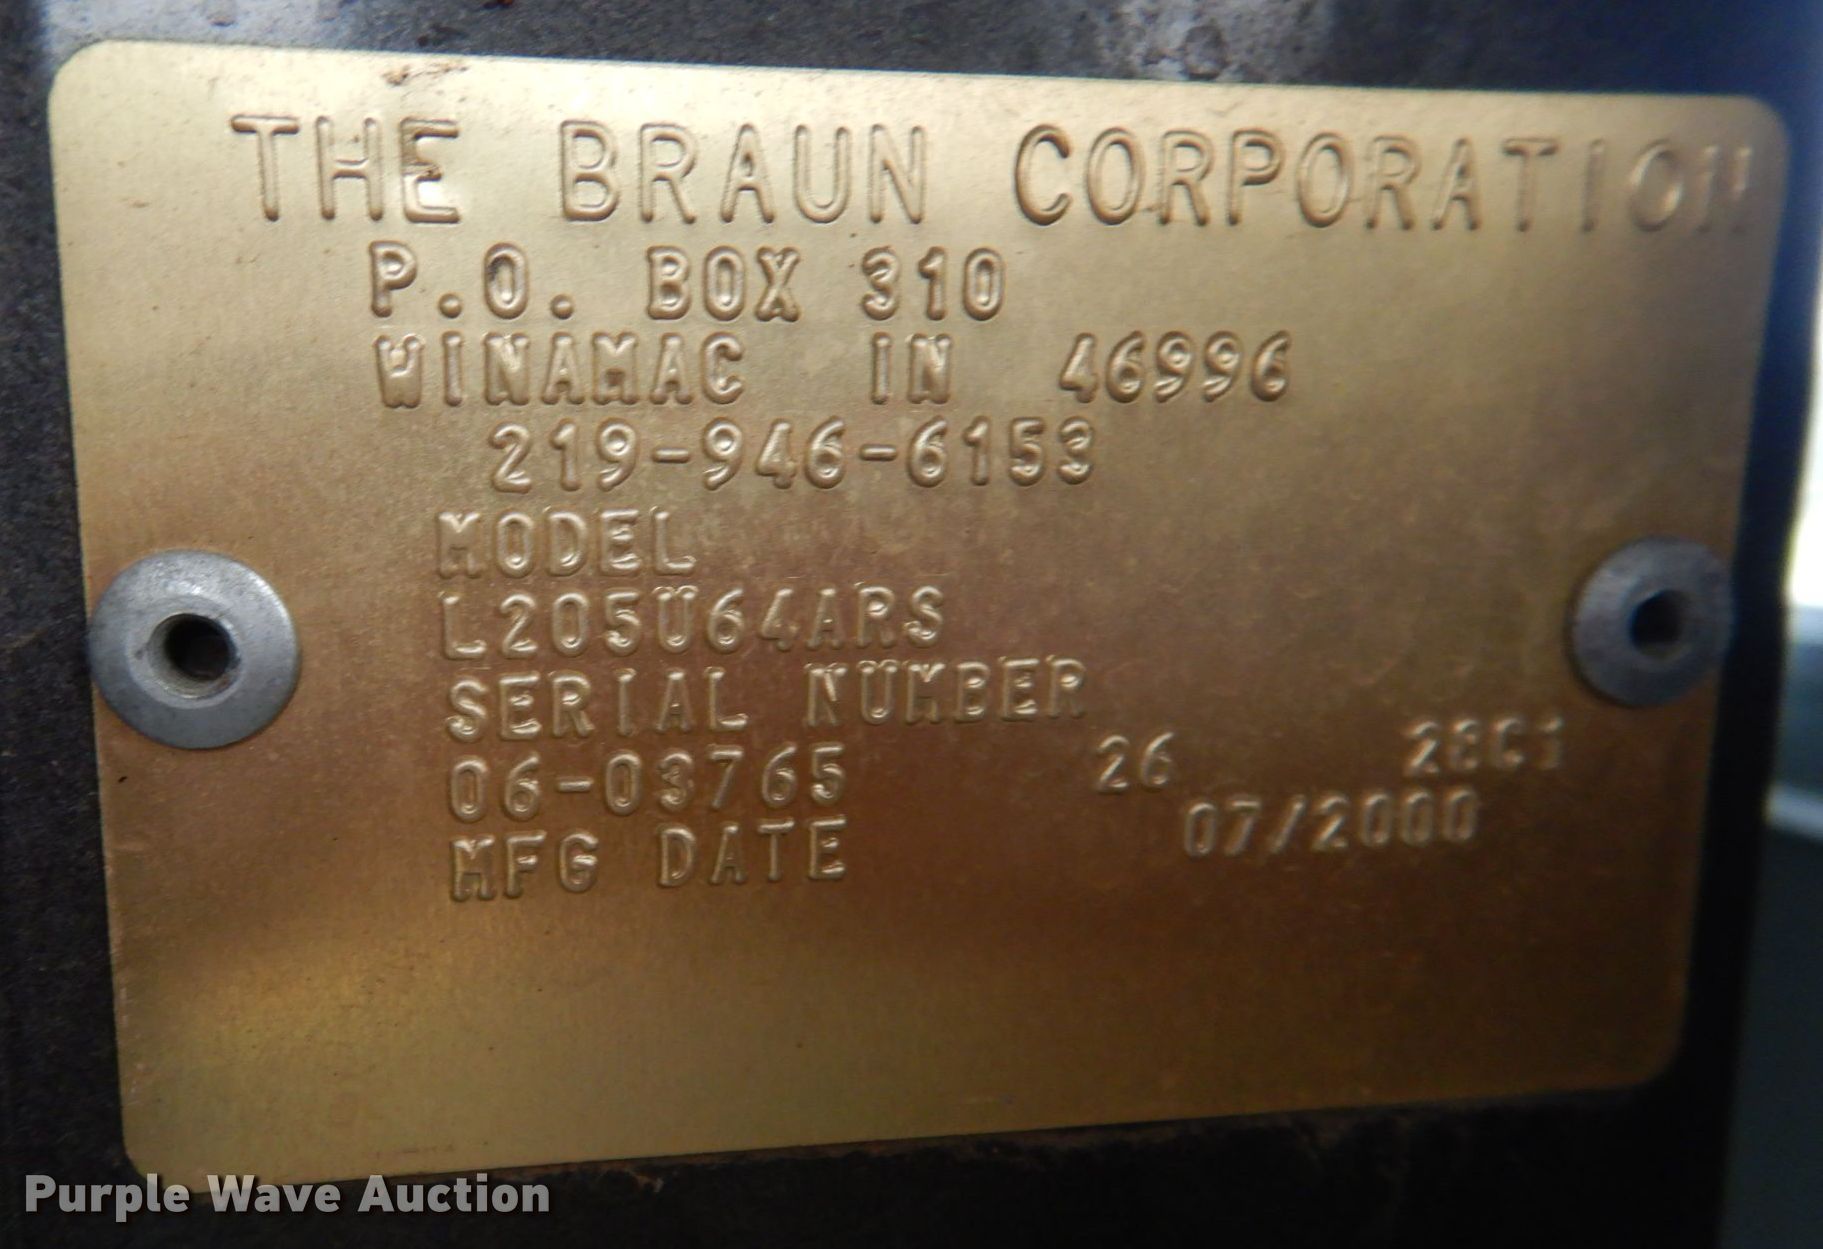 THE BRAUN CORPORATION
P.O. BOX 310
WINAMAC IN 46996
219-946-6153
MODEL
L205U64ARS
SERIAL NUMBER
06-03765 26 28C1
MFG DATE 07/2000
Purple Wave Auction